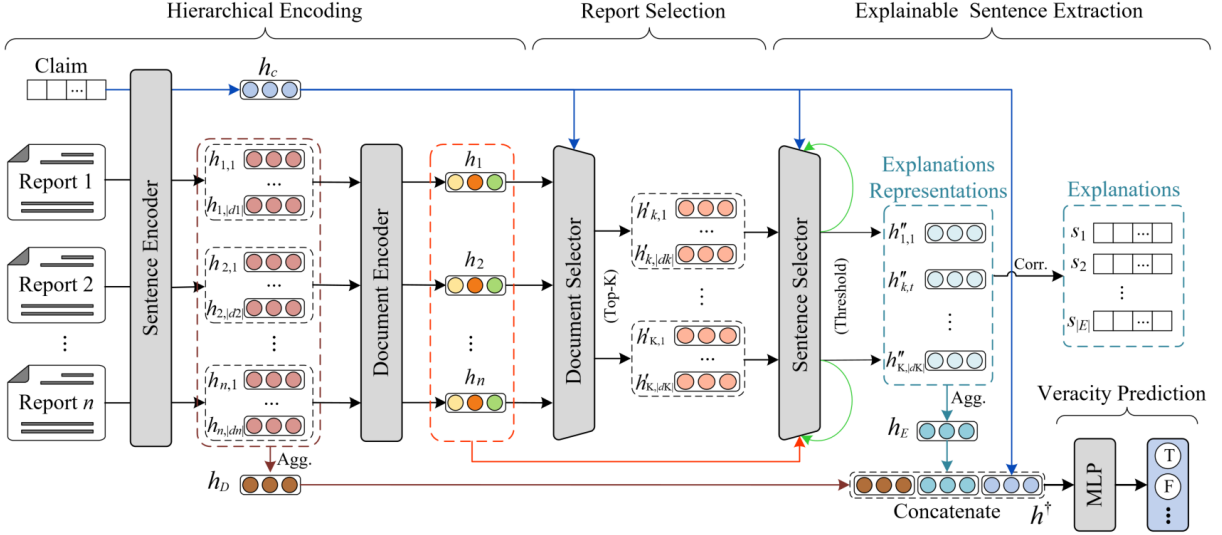 Hierarchical Encoding
Report Selection
Explainable Sentence Extraction
Claim
...
h_c
Sentence Encoder
Report 1
Report 2
⋮
Report n
h_{1,1}
...
h_{1,|d1|}
h_{2,1}
...
h_{2,|d2|}
⋮
h_{n,1}
...
h_{n,|dn|}
Agg.
h_D
Document Encoder
h_1
h_2
⋮
h_n
Document Selector
(Top-K)
h'_{k,1}
...
h'_{k,|dk|}
⋮
h'_{K,1}
...
h'_{K,|dK|}
Sentence Selector
(Threshold)
Explanations
Representations
h''_{1,1}
h''_{k,t}
⋮
h''_{K,|dK|}
Agg.
h_E
Corr.
Explanations
s_1 ...
s_2 ...
⋮
s_{|E|} ...
Concatenate
h^†
Veracity Prediction
MLP
T
F
⋮